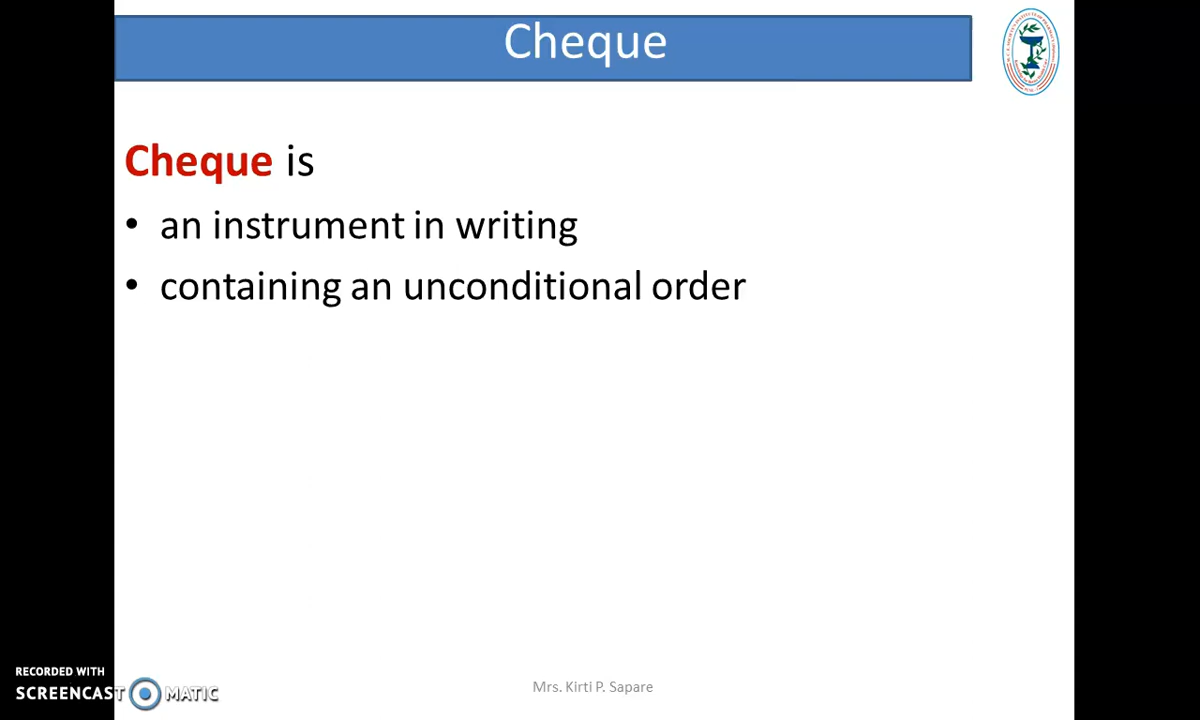 Cheque
Cheque is
• an instrument in writing
• containing an unconditional order
RECORDED WITH
SCREENCAST MATIC
Mrs. Kirti P. Sapare